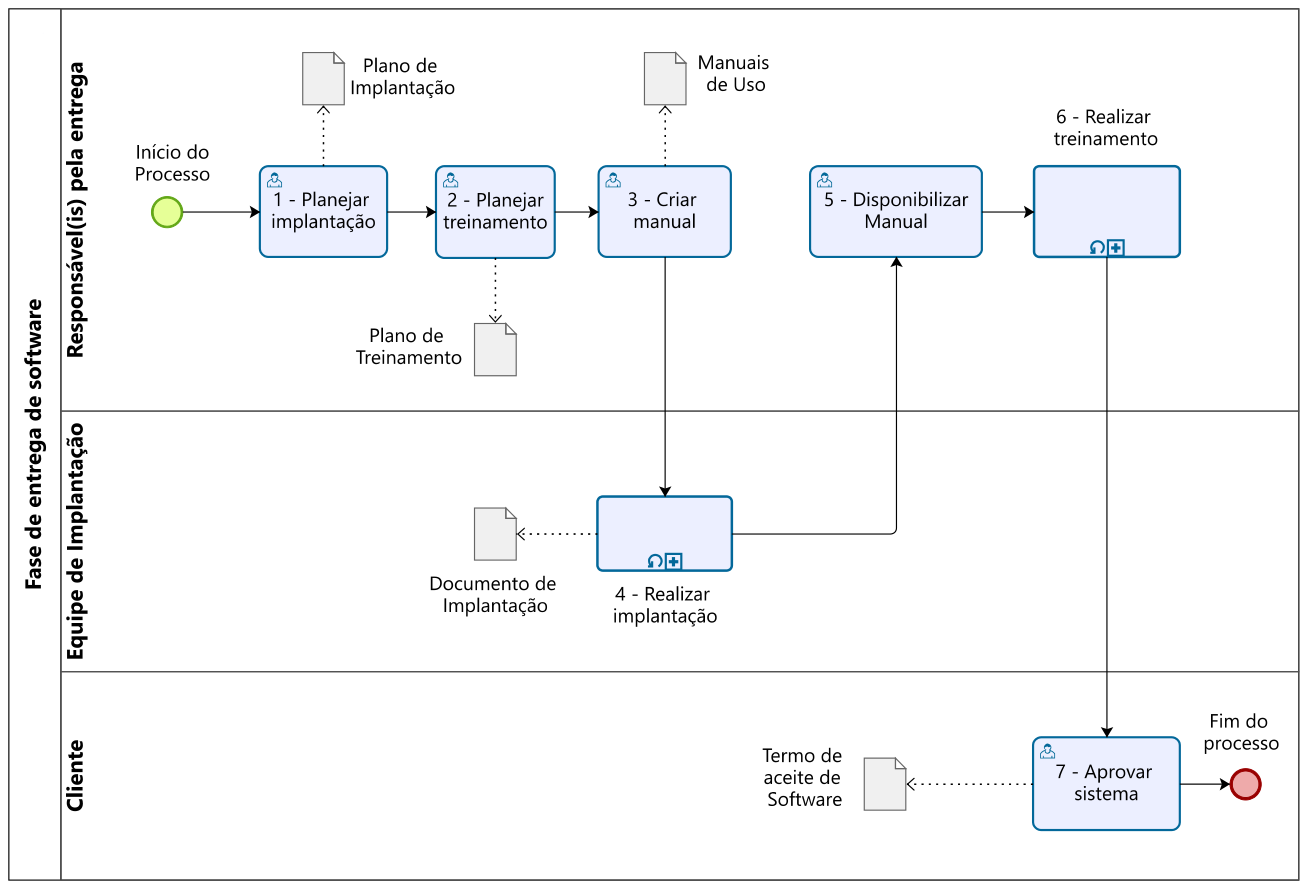 Fase de entrega de software
Responsável(is) pela entrega
Início do
Processo
Plano de
Implantação
1 - Planejar
implantação
2 - Planejar
treinamento
Plano de
Treinamento
Manuais
de Uso
3 - Criar
manual
5 - Disponibilizar
Manual
6 - Realizar
treinamento
Equipe de Implantação
Documento de
Implantação
4 - Realizar
implantação
Cliente
Termo de
aceite de
Software
7 - Aprovar
sistema
Fim do
processo